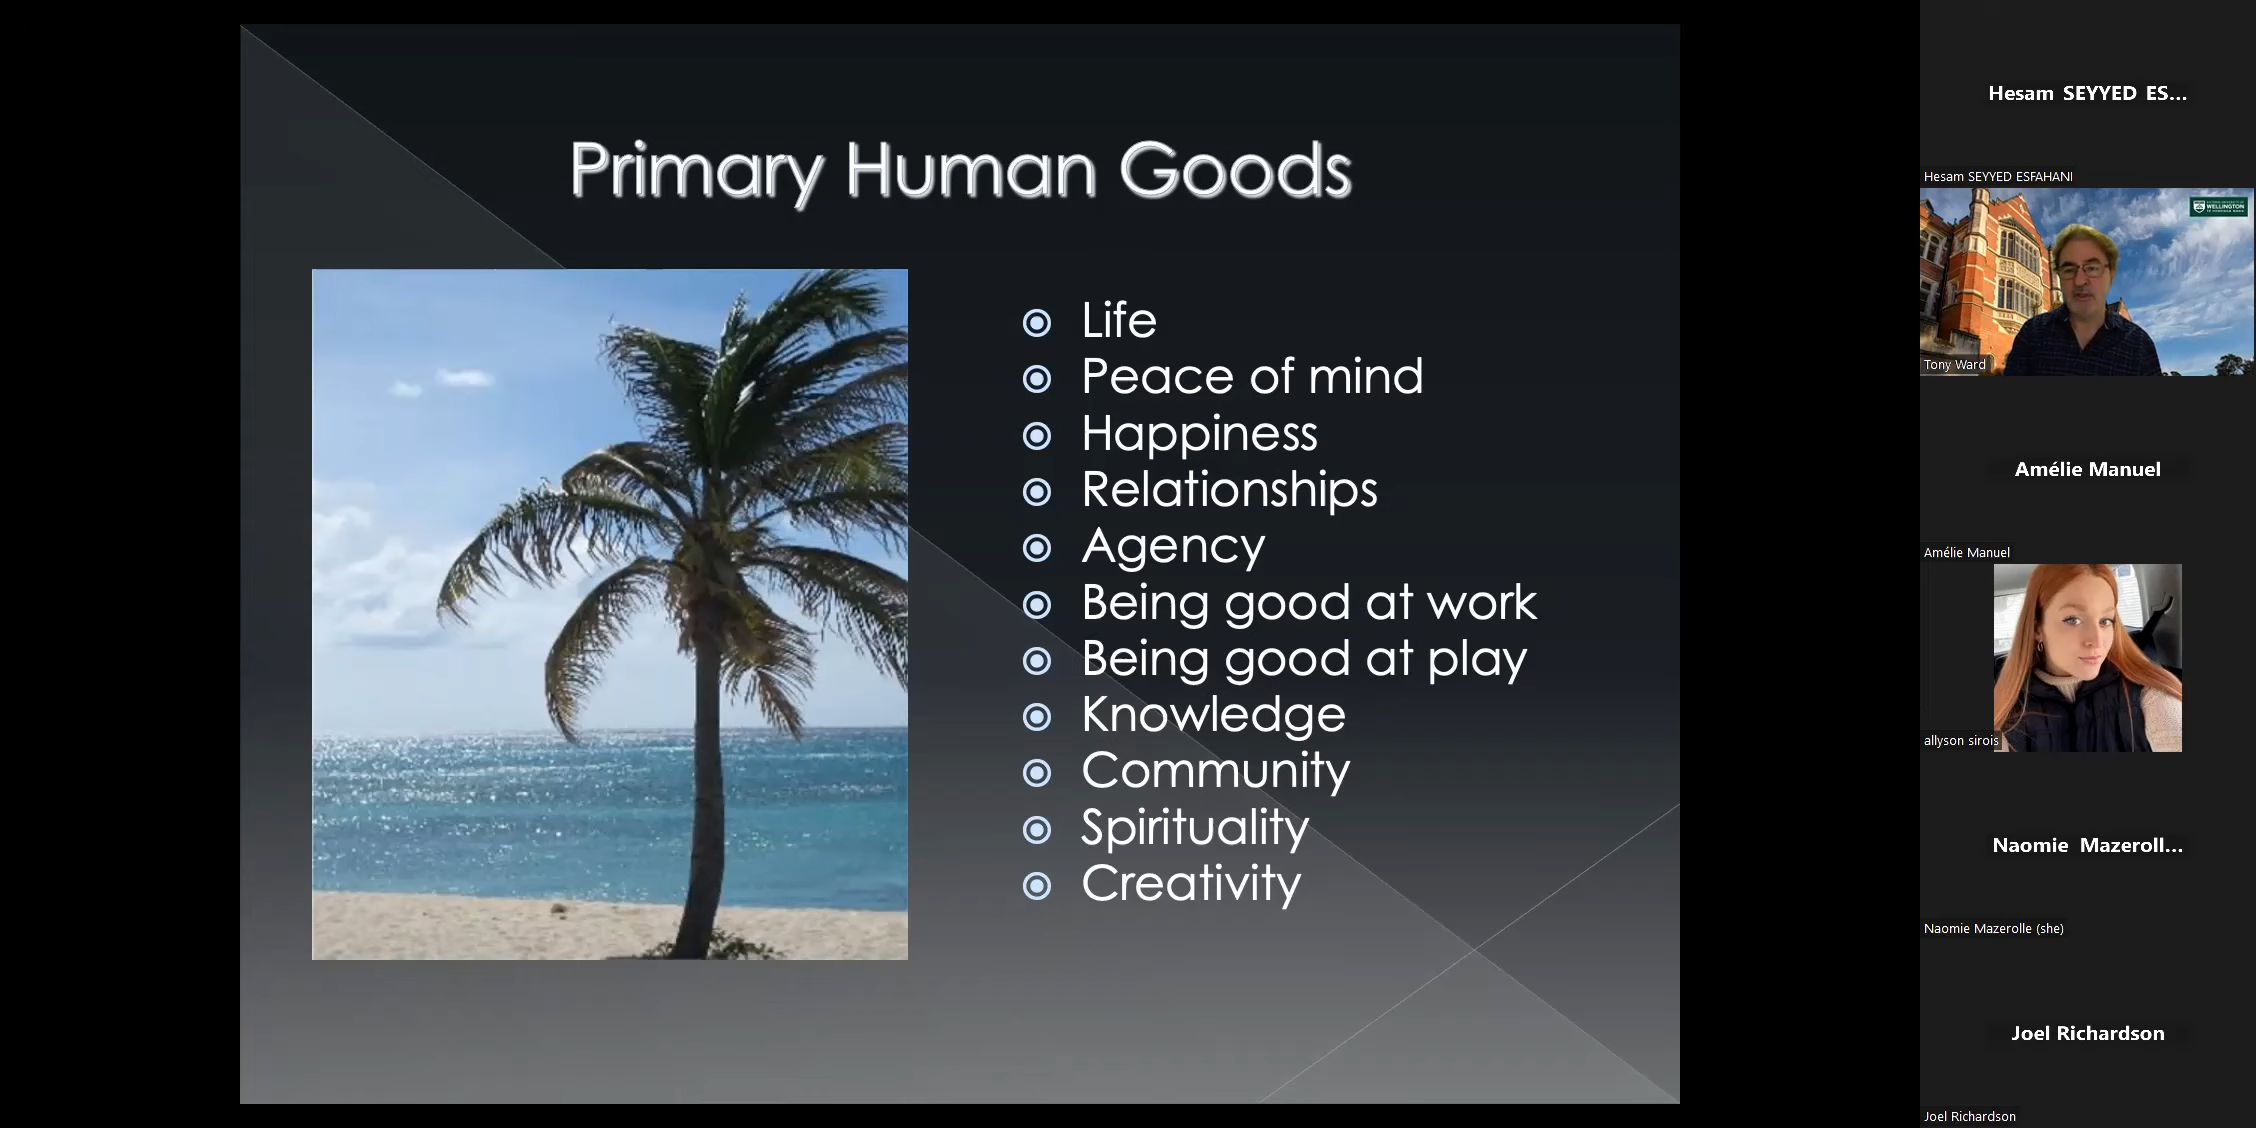 Primary Human Goods
Life
Peace of mind
Happiness
Relationships
Agency
Being good at work
Being good at play
Knowledge
Community
Spirituality
Creativity
Hesam SEYYED ES...
Hesam SEYYED ESFAHANI
WELLINGTON
Tony Ward
Amélie Manuel
Amélie Manuel
allyson sirois
Naomie Mazeroll...
Naomie Mazerolle (she)
Joel Richardson
Joel Richardson